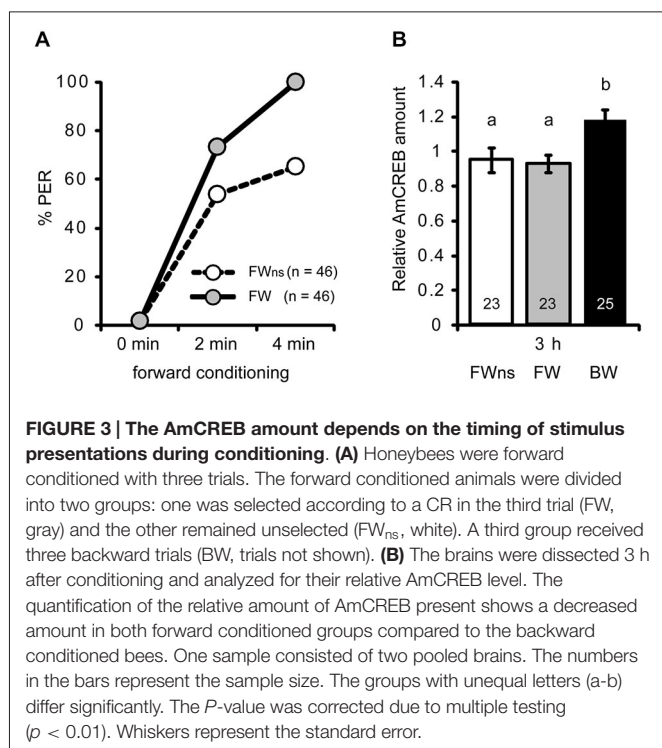 A
B
100
80
60
40
20
0
% PER
FWns (n = 46)
FW (n = 46)
0 min 2 min 4 min
forward conditioning
1.4
1.2
1
0.8
0.6
0.4
0.2
0
Relative AmCREB amount
a a b
23 23 25
3 h
FWns FW BW
FIGURE 3 | The AmCREB amount depends on the timing of stimulus
presentations during conditioning. (A) Honeybees were forward
conditioned with three trials. The forward conditioned animals were divided
into two groups: one was selected according to a CR in the third trial (FW,
gray) and the other remained unselected (FWns, white). A third group received
three backward trials (BW, trials not shown). (B) The brains were dissected 3 h
after conditioning and analyzed for their relative AmCREB level. The
quantification of the relative amount of AmCREB present shows a decreased
amount in both forward conditioned groups compared to the backward
conditioned bees. One sample consisted of two pooled brains. The numbers
in the bars represent the sample size. The groups with unequal letters (a-b)
differ significantly. The P-value was corrected due to multiple testing
(p < 0.01). Whiskers represent the standard error.